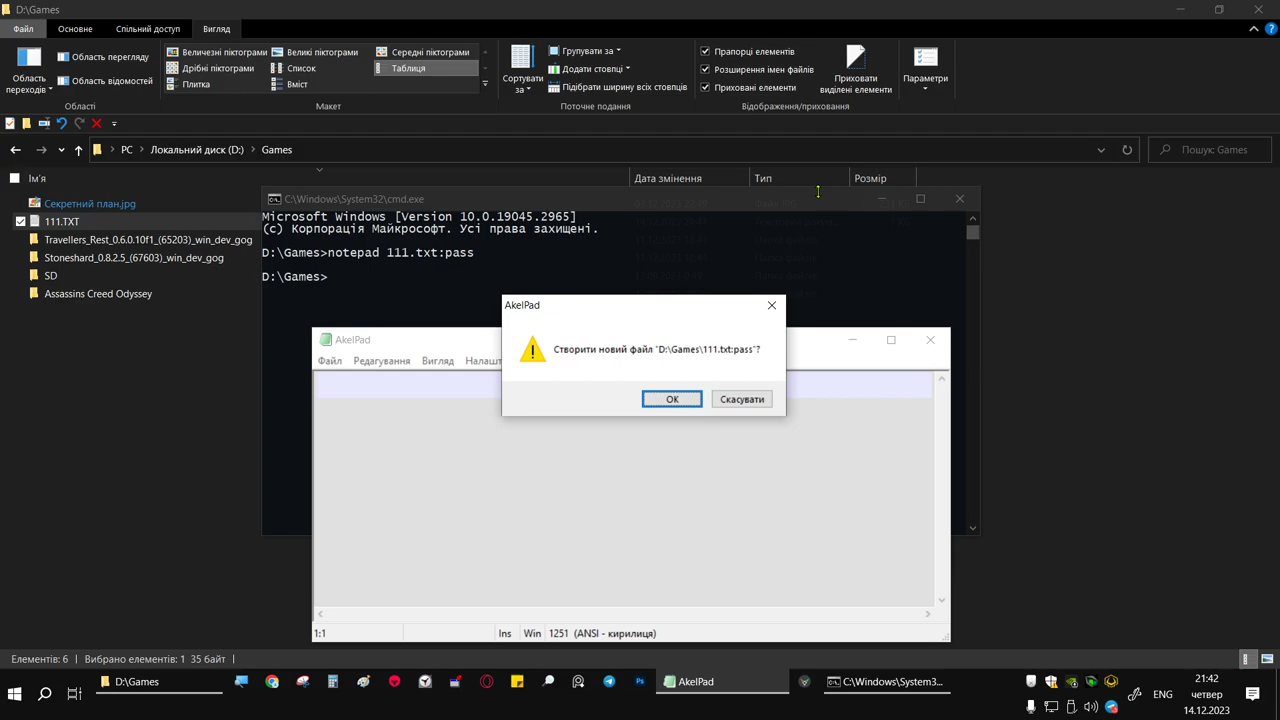 D:\Games
Файл
Основне
Спільний доступ
Вигляд
Область переходів
Область перегляду
Область відомостей
Області
Величезні піктограми
Великі піктограми
Середні піктограми
Дрібні піктограми
Список
Таблиця
Плитка
Вміст
Макет
Сортувати за
Групувати за
Додати стовпці
Підібрати ширину всіх стовпців
Поточне подання
Прапорці елементів
Розширення імен файлів
Приховані елементи
Приховати виділені елементи
Відображення/приховання
Параметри
PC
Локальний диск (D:)
Games
Пошук: Games
Ім'я
Дата змінення
Тип
Розмір
Секретний план.jpg
111.TXT
Travellers_Rest_0.6.0.10f1_(65203)_win_dev_gog
Stoneshard_0.8.2.5_(67603)_win_dev_gog
SD
Assassins Creed Odyssey
C:\Windows\System32\cmd.exe
Microsoft Windows [Version 10.0.19045.2965]
(c) Корпорація Майкрософт. Усі права захищені.
D:\Games>notepad 111.txt:pass
D:\Games>
AkelPad
Створити новий файл "D:\Games\111.txt:pass"?
OK
Скасувати
AkelPad
Файл
Редагування
Вигляд
1:1
Ins
Win
1251 (ANSI - кирилиця)
Елементів: 6
Вибрано елементів: 1 35 байт
D:\Games
AkelPad
C:\Windows\System3...
ENG
21:42
четвер
14.12.2023